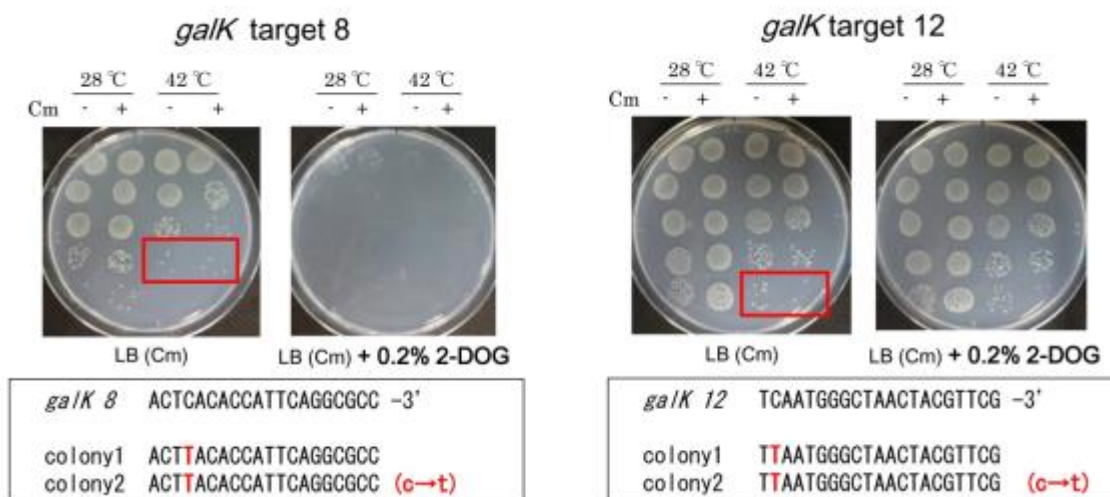 galK target 8
28 ℃ 42 ℃
Cm - + - +
LB (Cm) LB (Cm) + 0.2% 2-DOG
galK 8 ACTCACACCATTCAGGCGCC -3'
colony1 ACTTACACCATTCAGGCGCC
colony2 ACTTACACCATTCAGGCGCC (c→t)
galK target 12
28 ℃ 42 ℃ 28 ℃ 42 ℃
Cm - + - + - + - +
LB (Cm) LB (Cm) + 0.2% 2-DOG
galK 12 TCAATGGGCTAACTACGTTCG -3'
colony1 TTAATGGGCTAACTACGTTCG
colony2 TTAATGGGCTAACTACGTTCG (c→t)